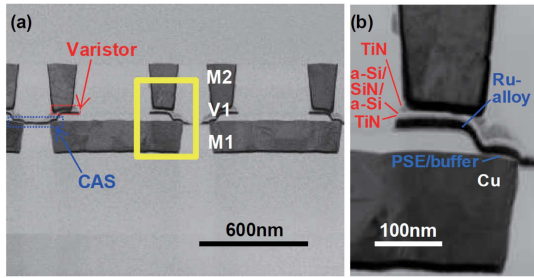 (a)
Varistor
M2
V1
M1
CAS
600nm
(b)
TiN
a-Si/
SiN/
a-Si
TiN
Ru-
alloy
PSE/buffer
Cu
100nm